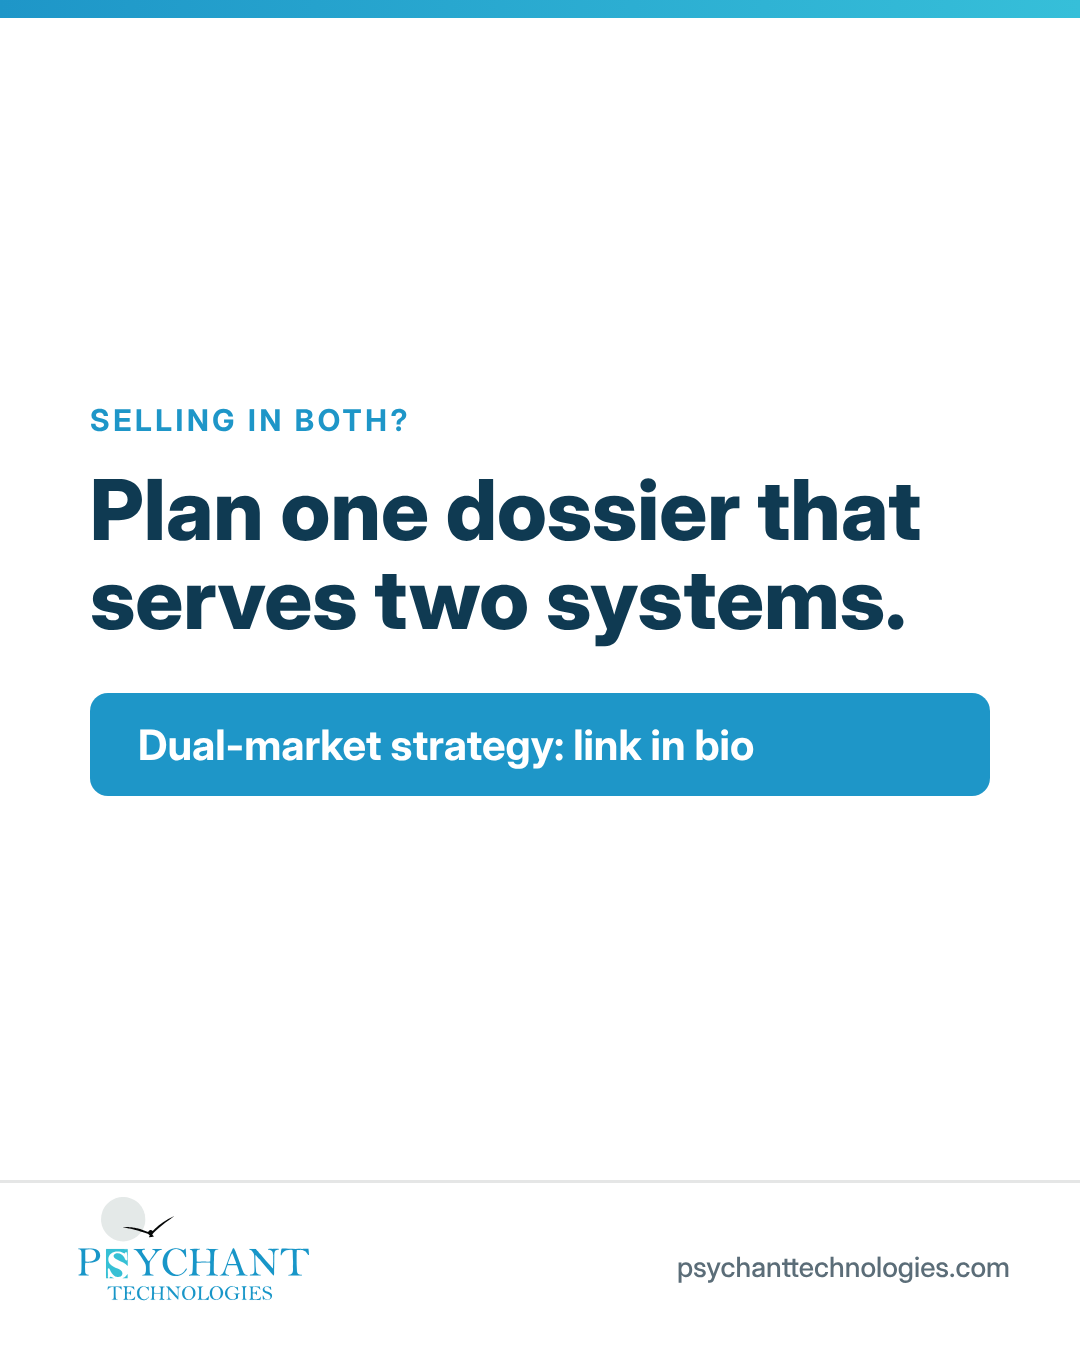 SELLING IN BOTH?
Plan one dossier that
serves two systems.
Dual-market strategy: link in bio
PSYCHANT
TECHNOLOGIES
psychanttechnologies.com